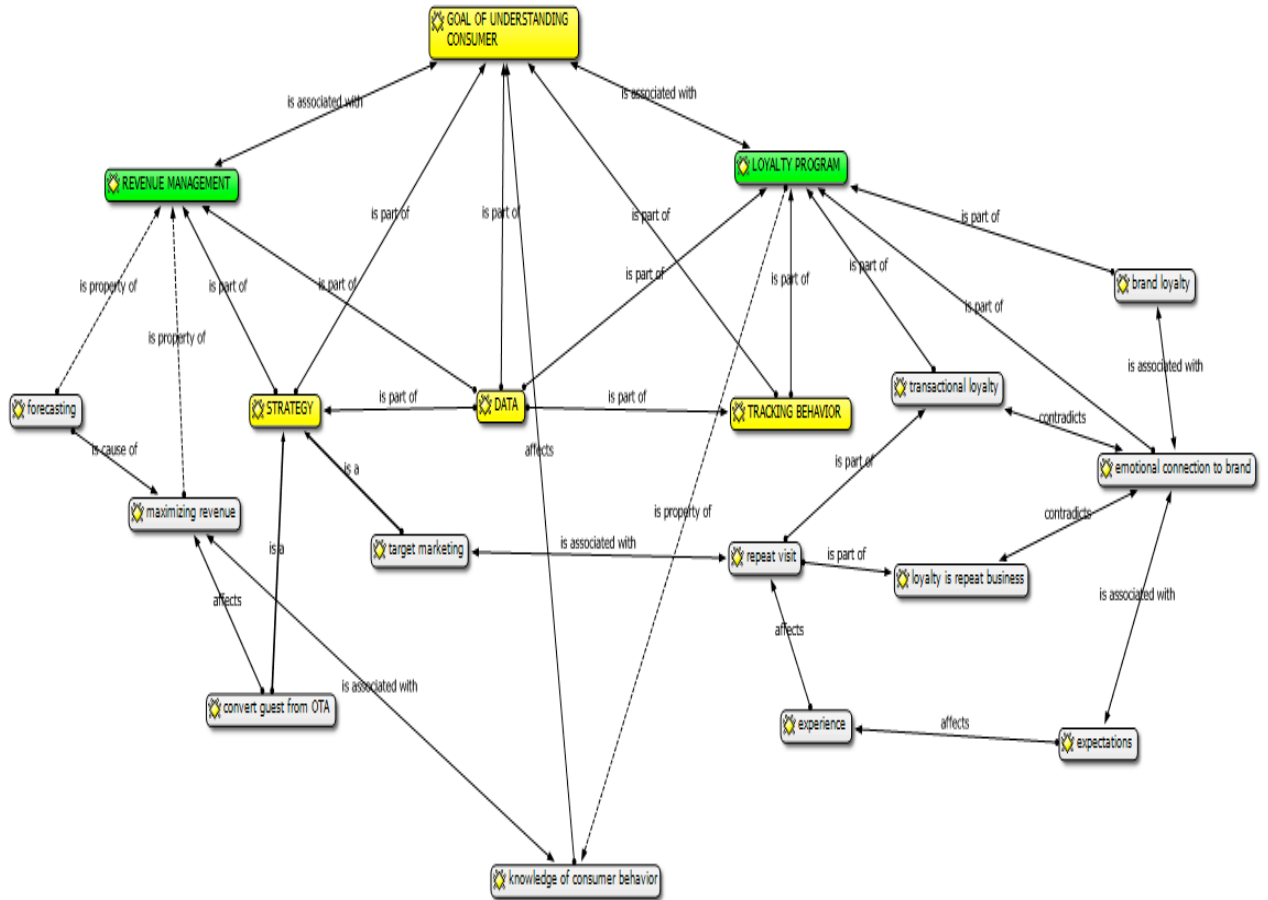 GOAL OF UNDERSTANDING
CONSUMER
is associated with
is associated with
REVENUE MANAGEMENT
LOYALTY PROGRAM
is part of
is part of
is part of
is part of
is part of
is property of
is part of
is part of
is part of
is part of
is part of
brand loyalty
is property of
is associated with
forecasting
STRATEGY
is part of
DATA
is part of
TRACKING BEHAVIOR
transactional loyalty
contradicts
is cause of
affects
is a
is part of
emotional connection to brand
maximizing revenue
is property of
contradicts
target marketing
is associated with
repeat visit
is part of
loyalty is repeat business
is a
affects
is associated with
affects
is associated with
convert guest from OTA
experience
affects
expectations
knowledge of consumer behavior